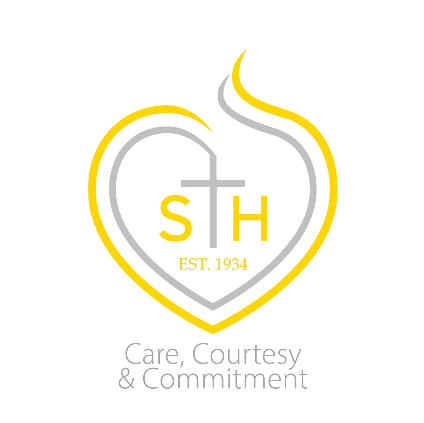 S H
EST. 1934
Care, Courtesy
& Commitment